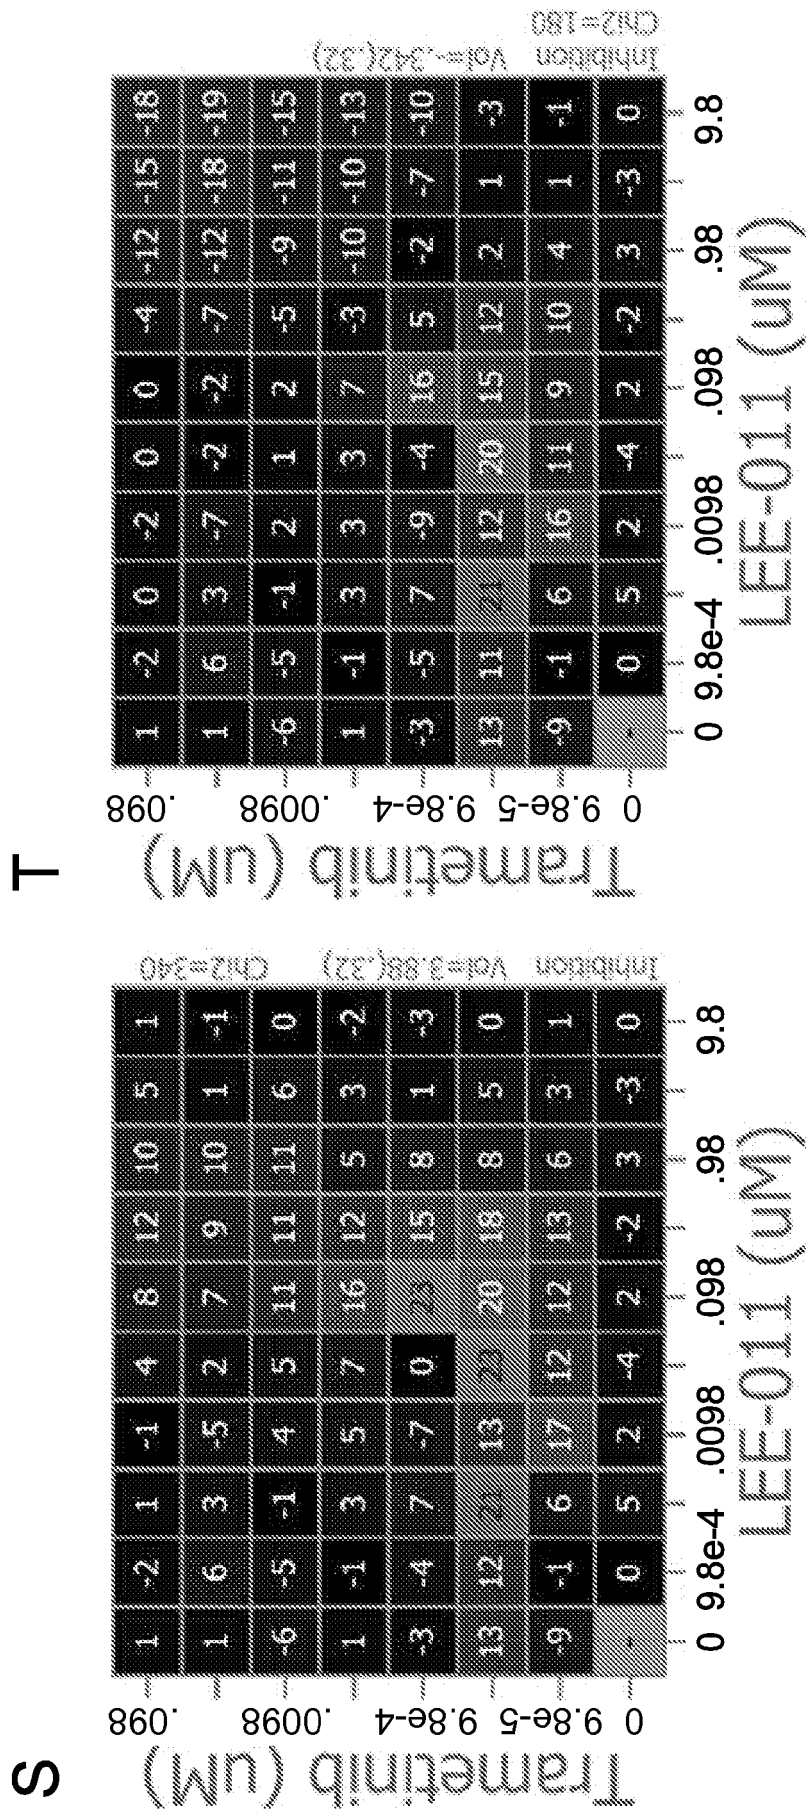 S
Trametinib (uM)
.098 1 -2 1 -1 4 8 12 10 5 1
1 6 3 -5 2 7 9 10 1 -1
.0098 -6 -5 -1 4 5 11 11 11 6 0
1 -1 3 5 7 16 12 5 3 -2
9.8e-4 -3 -4 7 -7 0 23 15 8 1 -3
13 12 21 13 23 20 18 8 5 0
9.8e-5 -9 -1 6 17 12 12 13 6 3 1
0 - 0 5 2 -4 2 -2 3 -3 0
0 9.8e-4 .0098 .098 .98 9.8
LEE-011 (uM)
Inhibition Vol=3.88(.32) Chi2=340
T
Trametinib (uM)
.098 1 -2 0 -2 0 0 -4 -12 -15 -18
1 6 3 -7 -2 -2 -7 -12 -18 -19
.0098 -6 -5 -1 2 1 2 -5 -9 -11 -15
1 -1 3 3 3 7 -3 -10 -10 -13
9.8e-4 -3 -5 7 -9 -4 16 5 -2 -7 -10
13 11 21 12 20 15 12 2 1 -3
9.8e-5 -9 -1 6 16 11 9 10 4 1 -1
0 - 0 5 2 -4 2 -2 3 -3 0
0 9.8e-4 .0098 .098 .98 9.8
LEE-011 (uM)
Inhibition Vol=-.342(.32)
Chi2=180